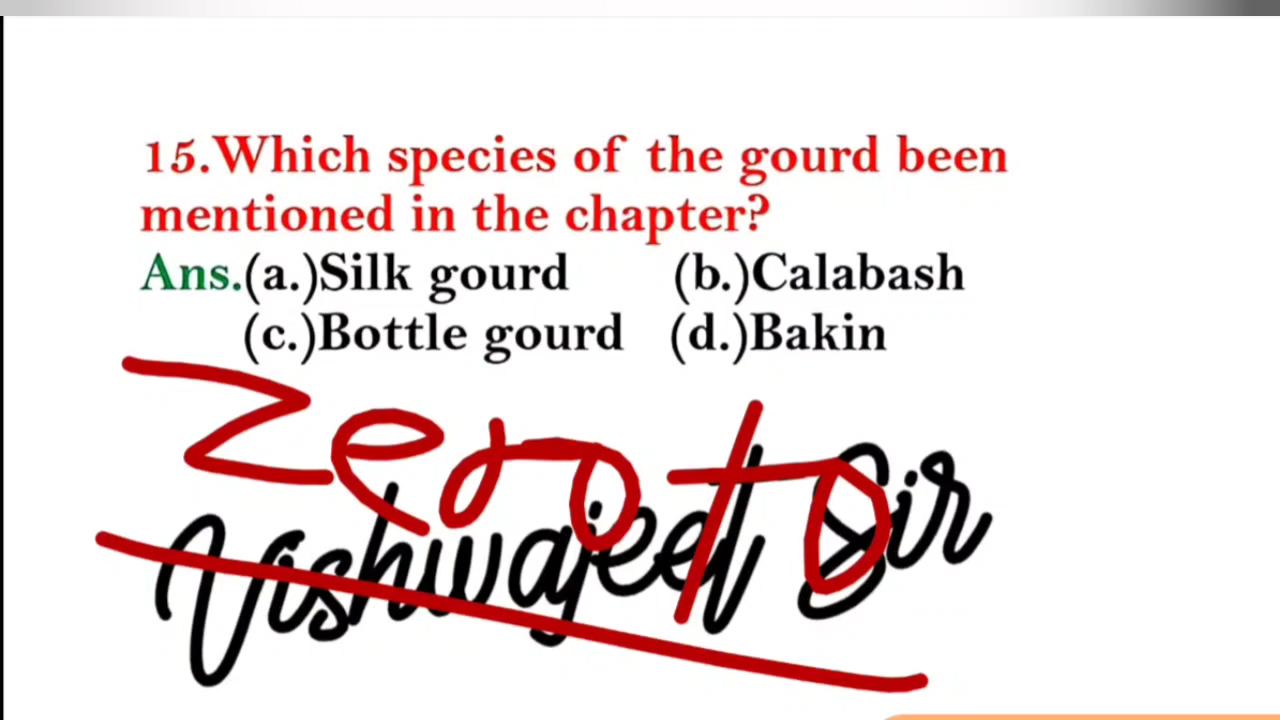 15.Which species of the gourd been
mentioned in the chapter?
Ans.(a.)Silk gourd (b.)Calabash
(c.)Bottle gourd (d.)Bakin
Zero to
Vishwajeet Sir